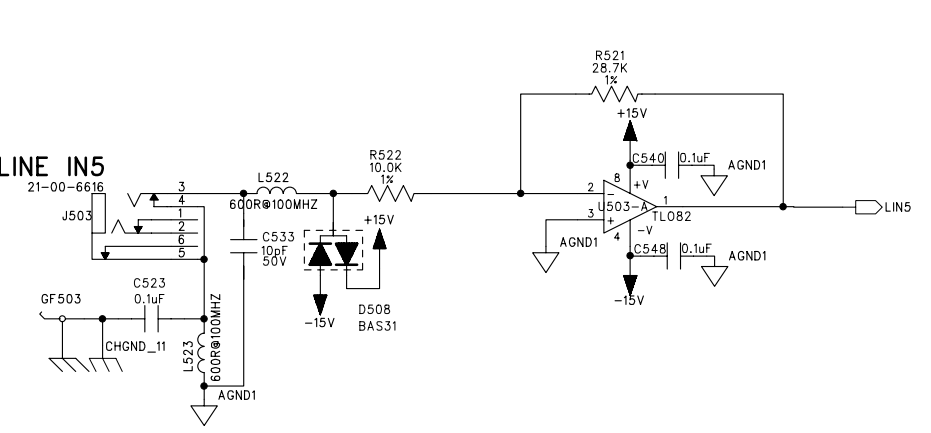 LINE IN5
21-00-6616
J503
3
4
1
2
6
5
L522
600R@100MHZ
C533
10pF
50V
R522
10.0K
1%
+15V
-15V
D508
BAS31
GF503
C523
0.1uF
CHGND_11
L523
600R@100MHZ
AGND1
R521
28.7K
1%
+15V
C540
0.1uF
AGND1
8
+V
2
-
U503-A
1
TL082
3
+
AGND1
4
-V
C548
0.1uF
AGND1
-15V
LIN5